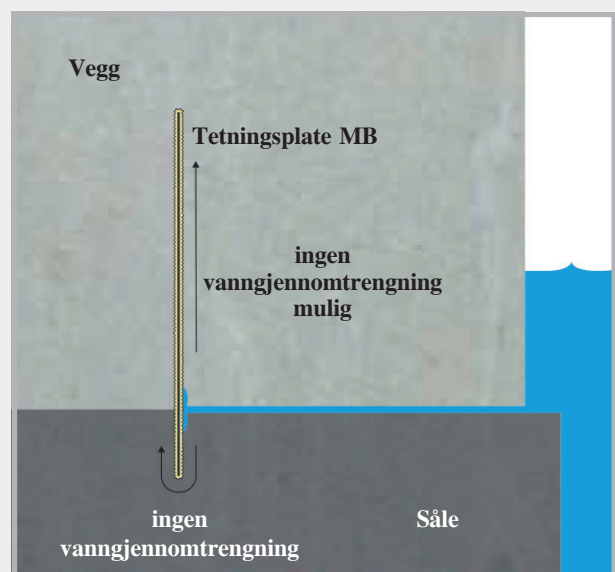 Vegg
Tetningsplate MB
ingen
vanngjennomtrengning
mulig
ingen
vanngjennomtrengning
Såle